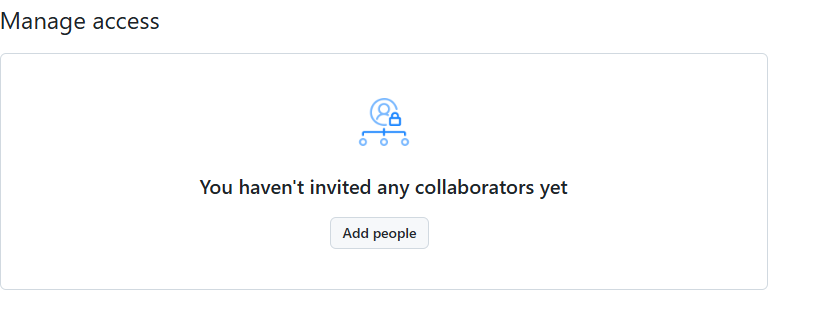 Manage access
You haven't invited any collaborators yet
Add people